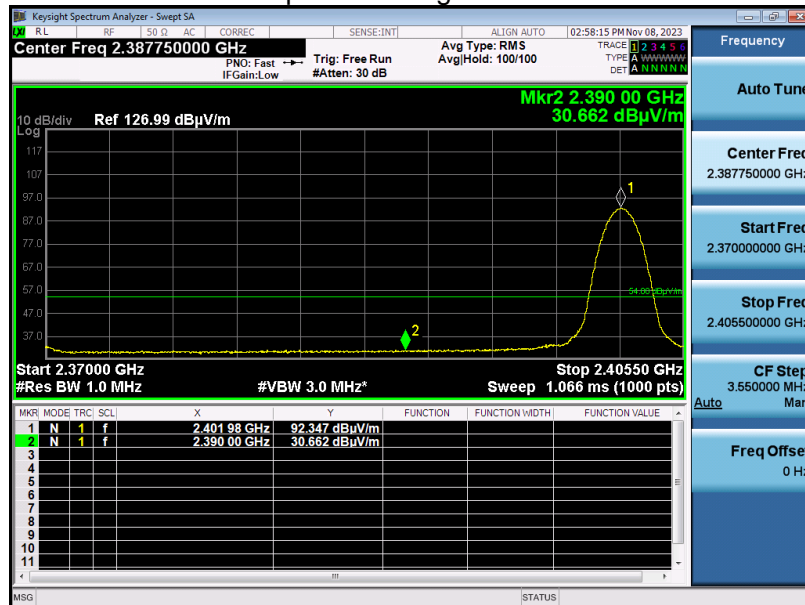 Keysight Spectrum Analyzer - Swept SA
LXI RL RF 50 Ω AC CORREC SENSE:INT ALIGN AUTO 02:58:15 PM Nov 08, 2023
Center Freq 2.387750000 GHz
PNO: Fast
IFGain:Low
Trig: Free Run
#Atten: 30 dB
Avg Type: RMS
Avg|Hold: 100/100
TRACE 1 2 3 4 5 6
TYPE A WWWWW
DET A N N N N N
Mkr2 2.390 00 GHz
30.662 dBµV/m
10 dB/div Ref 126.99 dBµV/m
Log
117
107
97.0
87.0
77.0
67.0
57.0
47.0
37.0
1
54.00 dBµV/m
2
Start 2.37000 GHz Stop 2.40550 GHz
#Res BW 1.0 MHz #VBW 3.0 MHz* Sweep 1.066 ms (1000 pts)
MKR MODE TRC SCL X Y FUNCTION FUNCTION WIDTH FUNCTION VALUE
1 N 1 f 2.401 98 GHz 92.347 dBµV/m
2 N 1 f 2.390 00 GHz 30.662 dBµV/m
3
4
5
6
7
8
9
10
11
MSG STATUS
Frequency
Auto Tune
Center Freq
2.387750000 GHz
Start Freq
2.370000000 GHz
Stop Freq
2.405500000 GHz
CF Step
3.550000 MHz
Auto Man
Freq Offset
0 Hz